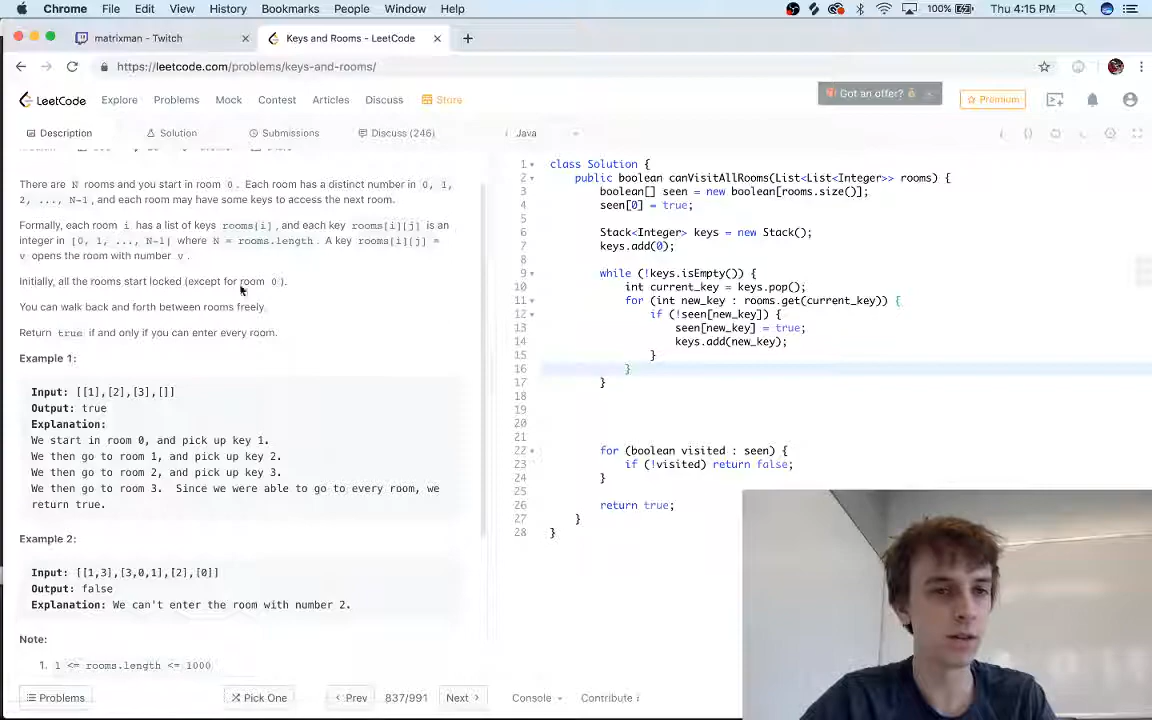 Chrome File Edit View History Bookmarks People Window Help 100% Thu 4:15 PM
matrixman - Twitch Keys and Rooms - LeetCode
https://leetcode.com/problems/keys-and-rooms/
LeetCode Explore Problems Mock Contest Articles Discuss Store Got an offer? Premium
Description Solution Submissions Discuss (246) Java
There are N rooms and you start in room 0. Each room has a distinct number in 0, 1,
2, ..., N-1, and each room may have some keys to access the next room.
Formally, each room i has a list of keys rooms[i], and each key rooms[i][j] is an
integer in [0, 1, ..., N-1] where N = rooms.length. A key rooms[i][j] =
v opens the room with number v.
Initially, all the rooms start locked (except for room 0).
You can walk back and forth between rooms freely.
Return true if and only if you can enter every room.
Example 1:
Input: [[1],[2],[3],[]]
Output: true
Explanation:
We start in room 0, and pick up key 1.
We then go to room 1, and pick up key 2.
We then go to room 2, and pick up key 3.
We then go to room 3. Since we were able to go to every room, we
return true.
Example 2:
Input: [[1,3],[3,0,1],[2],[0]]
Output: false
Explanation: We can't enter the room with number 2.
Note:
1. 1 <= rooms.length <= 1000
1 class Solution {
2 public boolean canVisitAllRooms(List<List<Integer>> rooms) {
3 boolean[] seen = new boolean[rooms.size()];
4 seen[0] = true;
5
6 Stack<Integer> keys = new Stack();
7 keys.add(0);
8
9 while (!keys.isEmpty()) {
10 int current_key = keys.pop();
11 for (int new_key : rooms.get(current_key)) {
12 if (!seen[new_key]) {
13 seen[new_key] = true;
14 keys.add(new_key);
15 }
16 }
17 }
18
19
20
21
22 for (boolean visited : seen) {
23 if (!visited) return false;
24 }
25
26 return true;
27 }
28 }
Problems Pick One Prev 837/991 Next Console Contribute